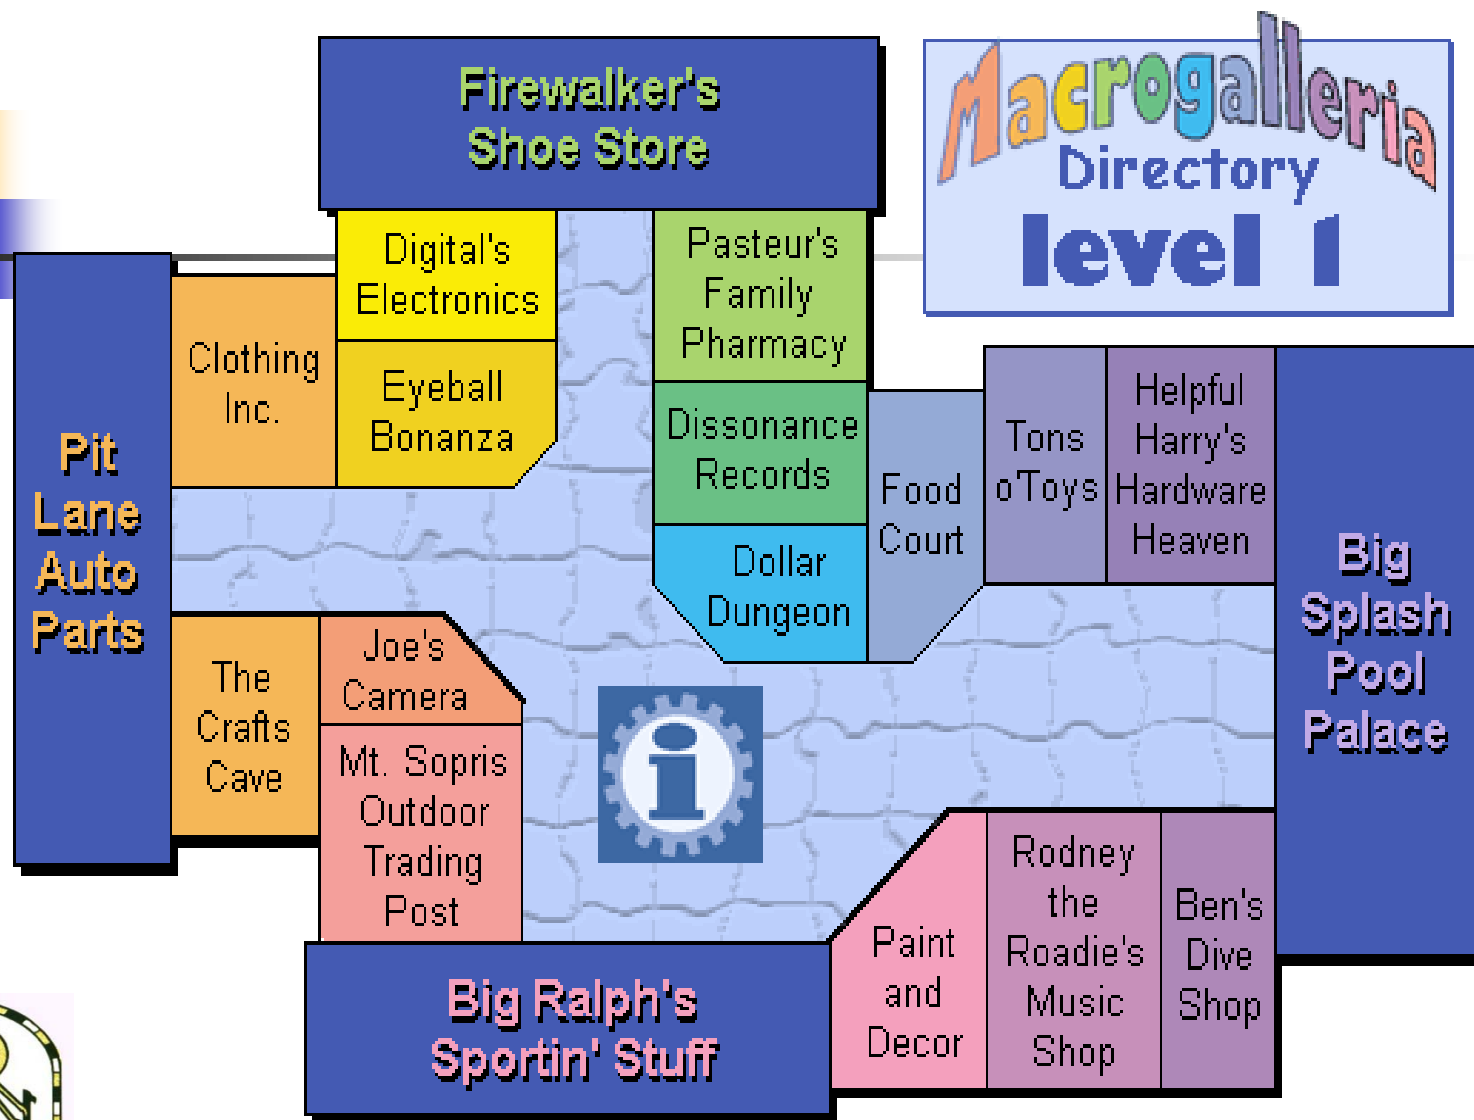 Macrogalleria
Directory
level 1
Firewalker's
Shoe Store
Digital's
Electronics
Pasteur's
Family
Pharmacy
Clothing
Inc.
Eyeball
Bonanza
Dissonance
Records
Dollar
Dungeon
Food
Court
Tons
o'Toys
Helpful
Harry's
Hardware
Heaven
Pit
Lane
Auto
Parts
Big
Splash
Pool
Palace
The
Crafts
Cave
Joe's
Camera
Mt. Sopris
Outdoor
Trading
Post
i
Paint
and
Decor
Rodney
the
Roadie's
Music
Shop
Ben's
Dive
Shop
Big Ralph's
Sportin' Stuff